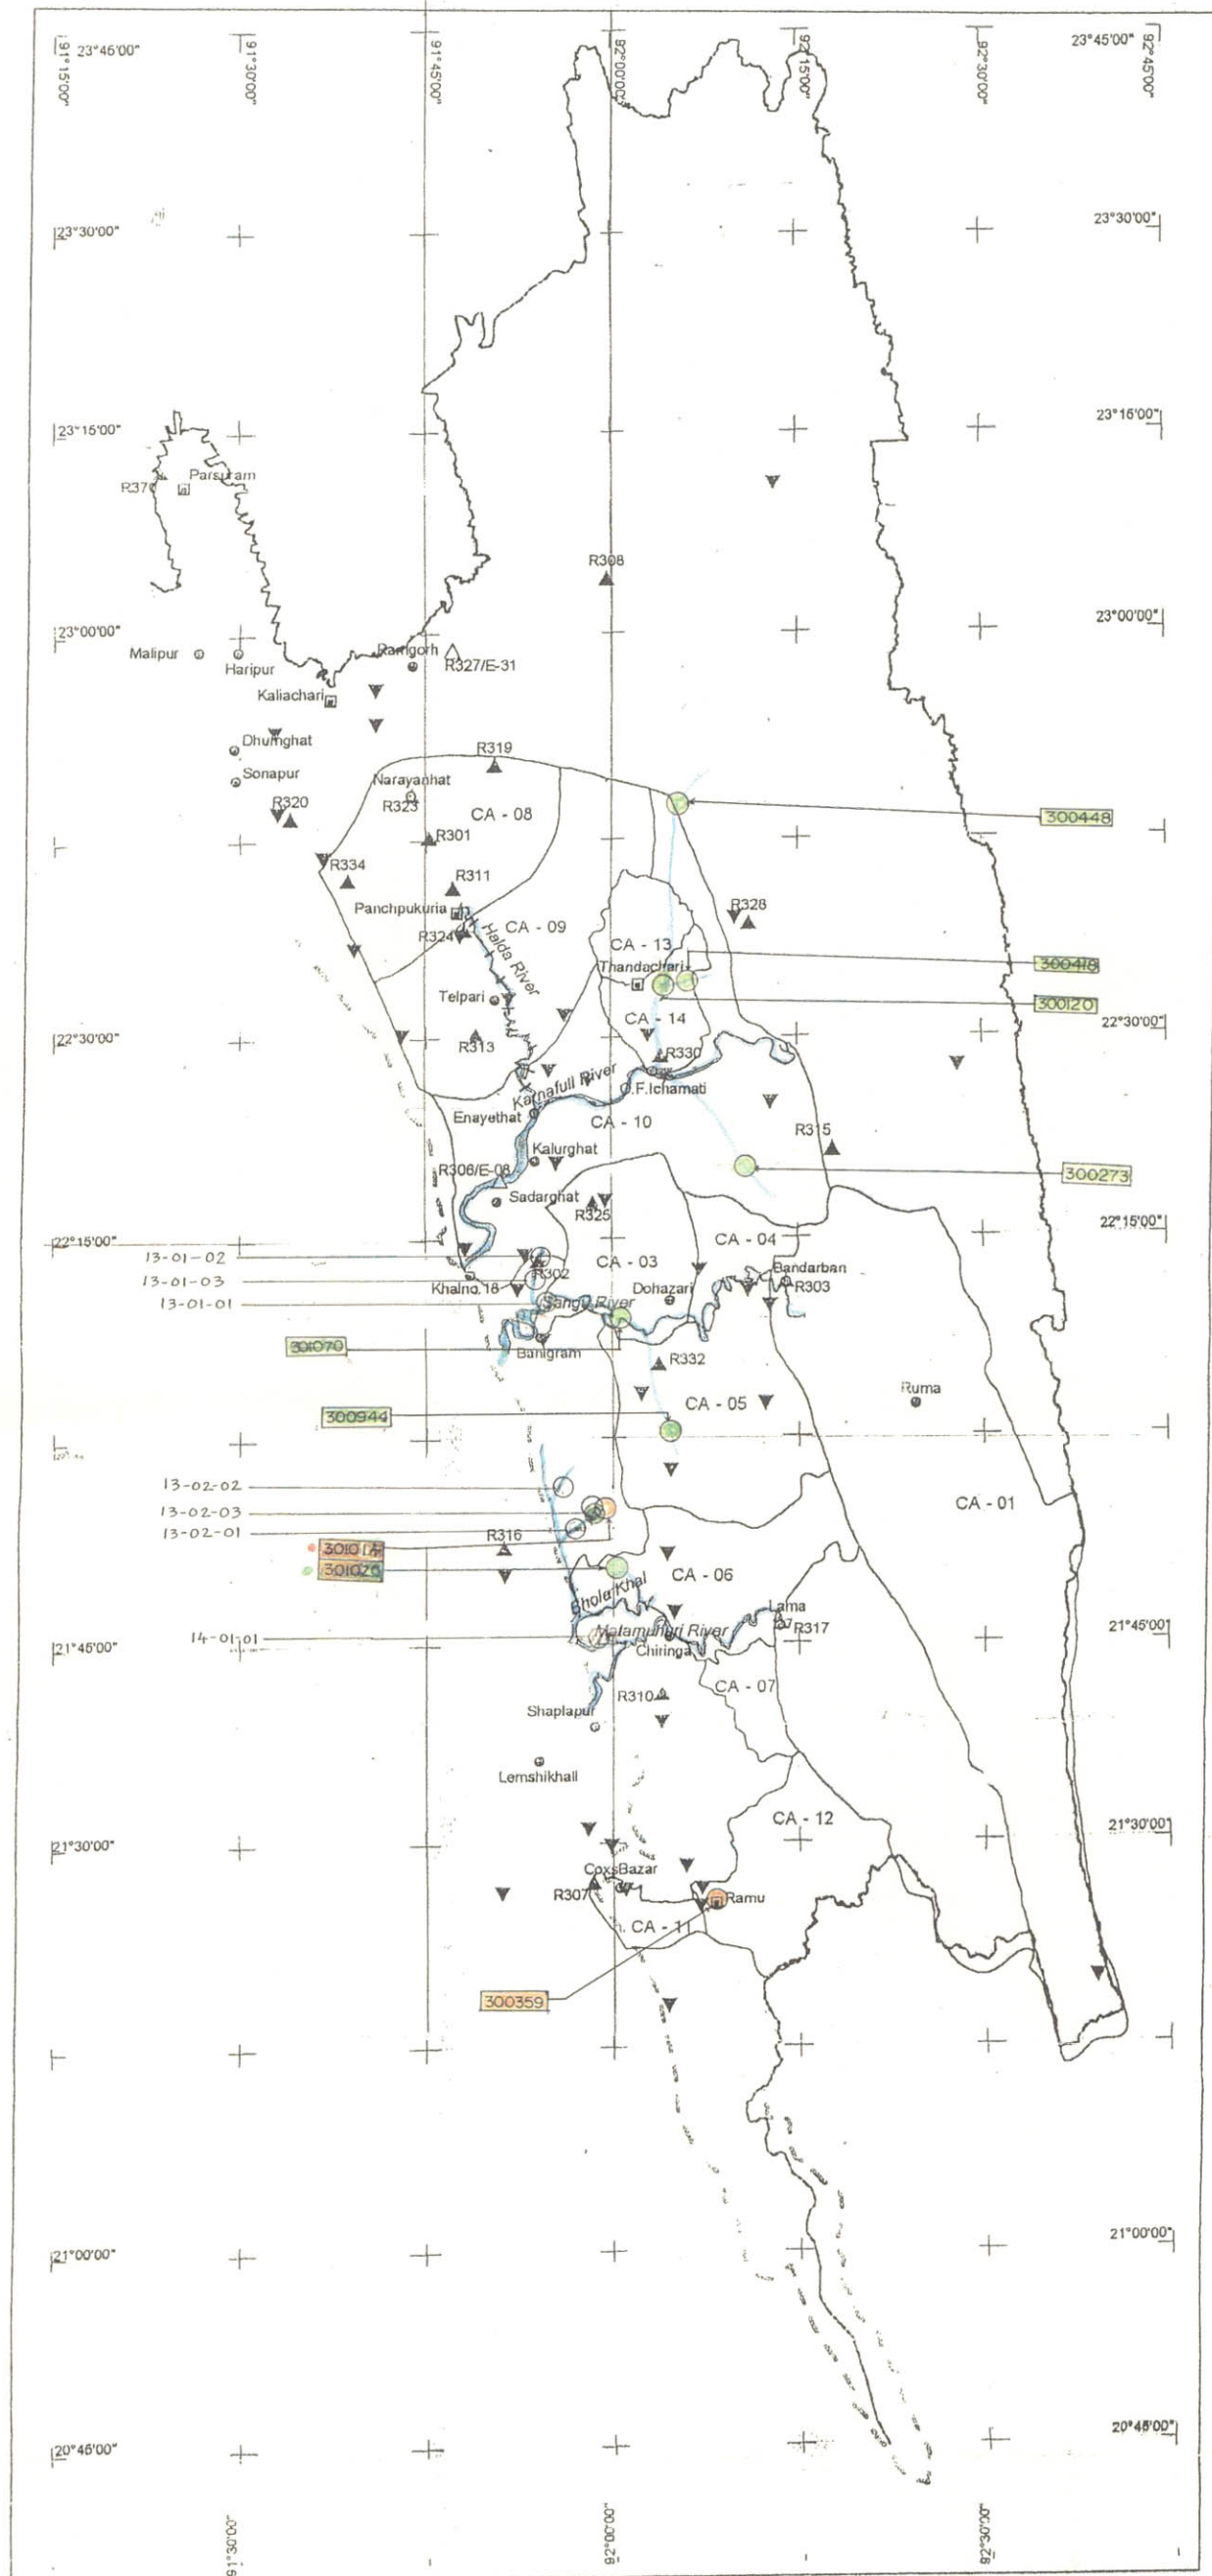 23°45'00"
91°15'00"
91°30'00"
91°45'00"
92°00'00"
92°15'00"
92°30'00"
23°45'00"
92°45'00"
23°30'00"
23°30'00"
23°15'00"
23°15'00"
Parsuram
R308
23°00'00"
23°00'00"
Malipur
Haripur
Ramgorh
R327/E-31
Kaliachari
Dhumghat
Sonapur
R319
Narayanhat
R323
R320
CA - 08
300448
R301
R334
R311
Panchpukuria
R324
CA - 09
Halda River
R328
CA - 13
Thandachari
300418
300120
Telpari
CA - 14
22°30'00"
22°30'00"
R313
R330
Karnafull River
O.F.Ichamati
Enayethat
CA - 10
Kalurghat
R315
300273
R306/E-08
Sadarghat
R325
22°15'00"
22°15'00"
13-01-02
CA - 04
CA - 03
R302
Bandarban
R303
13-01-03
Khalno.18
Dohazari
13-01-01
Sangu River
301070
Banigram
R332
Ruma
CA - 05
300944
13-02-02
13-02-03
CA - 01
13-02-01
R316
301014
301026
CA - 06
Bhola Khal
Lama
R317
14-01-01
Matamuhuri River
21°45'00"
21°45'00"
Chiringa
CA - 07
R310
Shaplapur
Lemshikhali
CA - 12
21°30'00"
21°30'00"
CoxsBazar
R307
Ramu
CA - 11
300359
21°00'00"
21°00'00"
20°45'00"
20°45'00"
91°30'00"
92°00'00"
92°30'00"